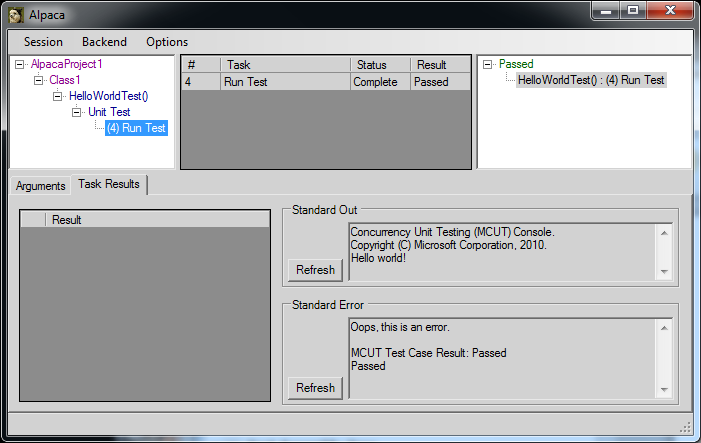 Alpaca
Session Backend Options
AlpacaProject1
Class1
HelloWorldTest()
Unit Test
(4) Run Test
# Task Status Result
4 Run Test Complete Passed
Passed
HelloWorldTest() : (4) Run Test
Arguments Task Results
Result
Standard Out
Concurrency Unit Testing (MCUT) Console.
Copyright (C) Microsoft Corporation, 2010.
Hello world!
Refresh
Standard Error
Oops, this is an error.
MCUT Test Case Result: Passed
Passed
Refresh